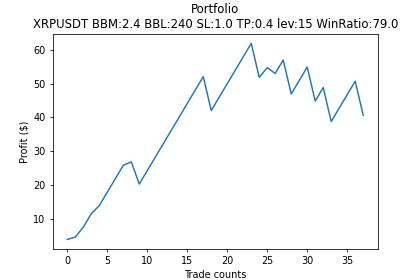 Portfolio
XRPUSDT BBM:2.4 BBL:240 SL:1.0 TP:0.4 lev:15 WinRatio:79.0
60
50
40
30
20
10
Profit ($)
0 5 10 15 20 25 30 35
Trade counts